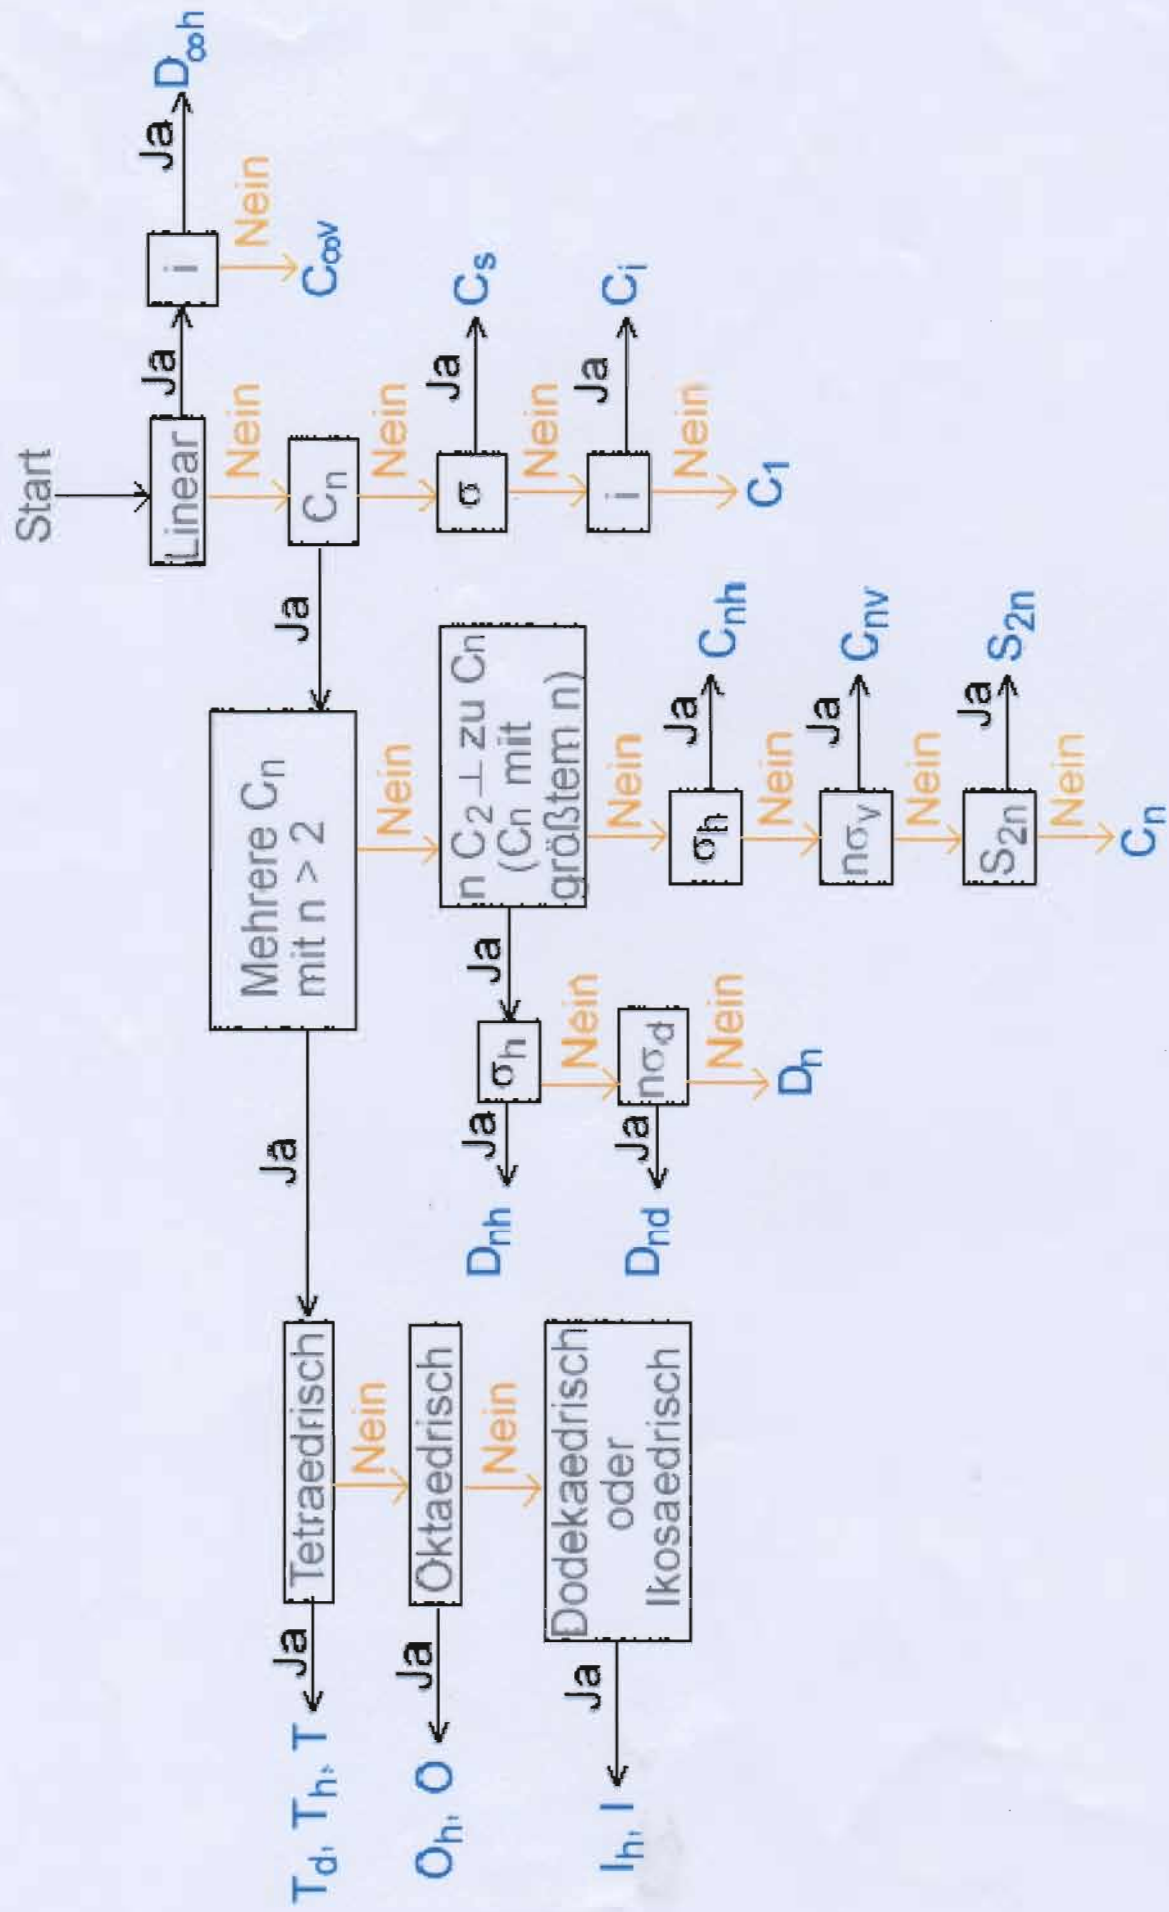 Start
Linear
Ja
i
Ja
D∞h
Nein
C∞v
Nein
Cn
Nein
σ
Ja
Cs
Nein
i
Ja
Ci
Nein
C1
Ja
Mehrere Cn
mit n > 2
Nein
n C2 ⊥ zu Cn
(Cn mit
größtem n)
Nein
σh
Ja
Cnh
Nein
nσv
Ja
Cnv
Nein
S2n
Ja
S2n
Nein
Cn
Ja
σh
Ja
Dnh
Nein
nσd
Ja
Dnd
Nein
Dn
Ja
Tetraedrisch
Ja
Td, Th, T
Nein
Oktaedrisch
Ja
Oh, O
Nein
Dodekaedrisch
oder
Ikosaedrisch
Ja
Ih, I